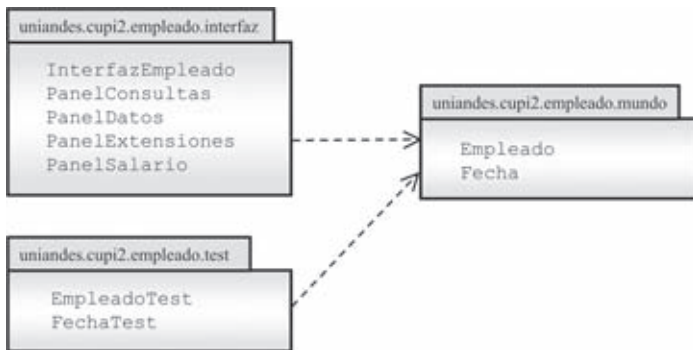 uniandes.cupi2.empleado.interfaz
InterfazEmpleado
PanelConsultas
PanelDatos
PanelExtensiones
PanelSalario
uniandes.cupi2.empleado.mundo
Empleado
Fecha
uniandes.cupi2.empleado.test
EmpleadoTest
FechaTest